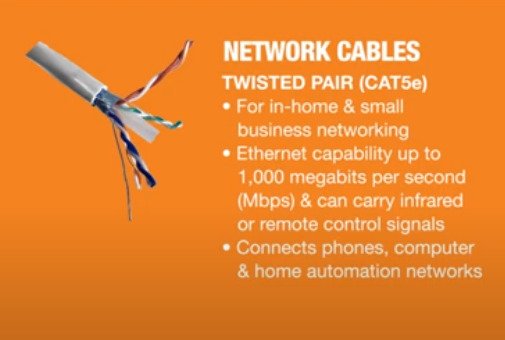 NETWORK CABLES
TWISTED PAIR (CAT5e)
• For in-home & small
business networking
• Ethernet capability up to
1,000 megabits per second
(Mbps) & can carry infrared
or remote control signals
• Connects phones, computer
& home automation networks